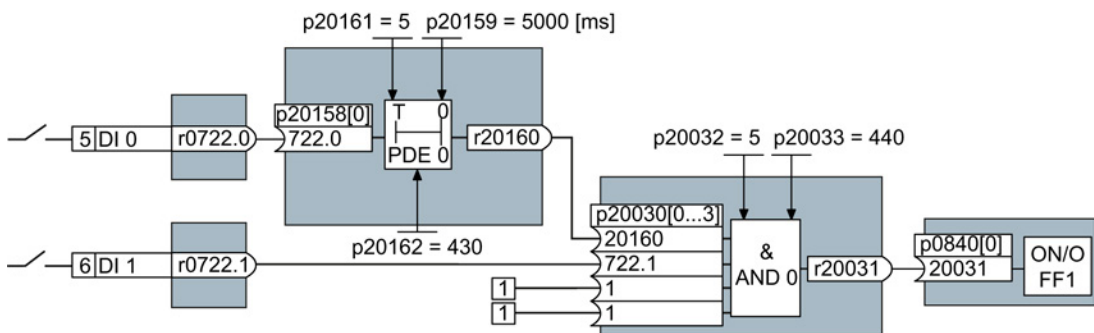 p20161 = 5
p20159 = 5000 [ms]
p20158[0]
T 0
5 DI 0
r0722.0
722.0
r20160
PDE 0
p20032 = 5
p20033 = 440
p20162 = 430
p20030[0...3]
20160
&
p0840[0]
6 DI 1
r0722.1
722.1
AND 0
r20031
20031
ON/O
FF1
1
1
1
1